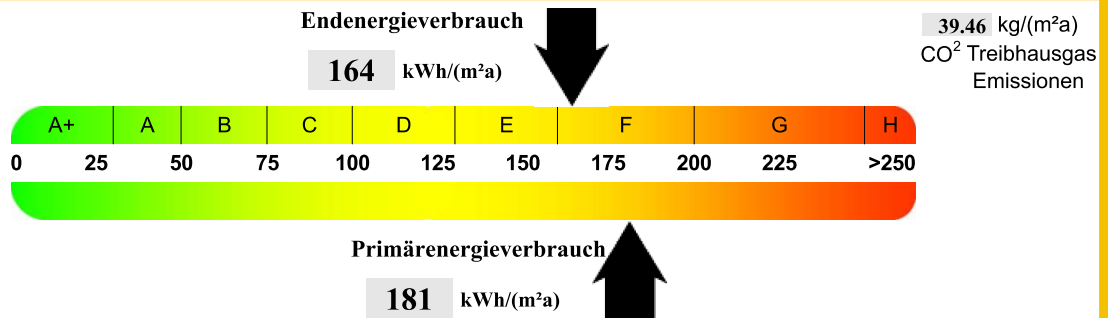 Endenergieverbrauch
164 kWh/(m²a)
39.46 kg/(m²a)
CO² Treibhausgas
Emissionen
A+ A B C D E F G H
0 25 50 75 100 125 150 175 200 225 >250
Primärenergieverbrauch
181 kWh/(m²a)